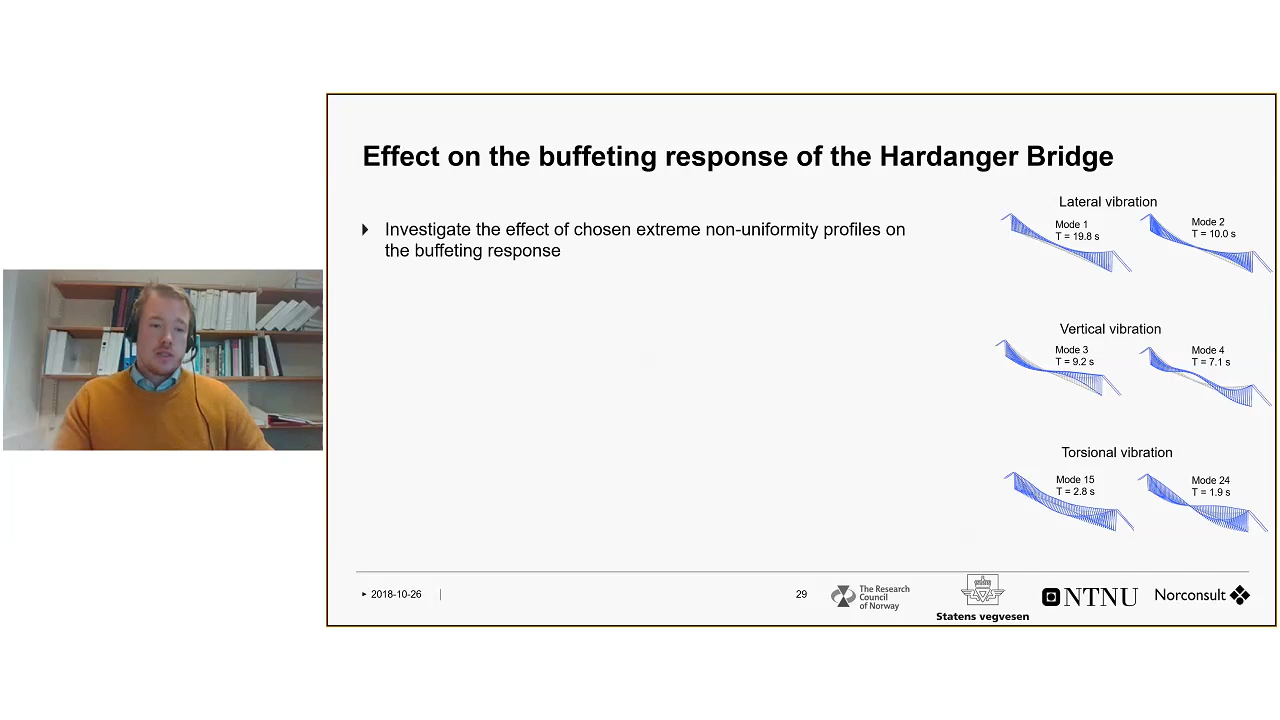 Effect on the buffeting response of the Hardanger Bridge
Investigate the effect of chosen extreme non-uniformity profiles on
the buffeting response
Lateral vibration
Mode 1
T = 19.8 s
Mode 2
T = 10.0 s
Vertical vibration
Mode 3
T = 9.2 s
Mode 4
T = 7.1 s
Torsional vibration
Mode 15
T = 2.8 s
Mode 24
T = 1.9 s
2018-10-26
29
The Research
Council
of Norway
Statens vegvesen
NTNU
Norconsult